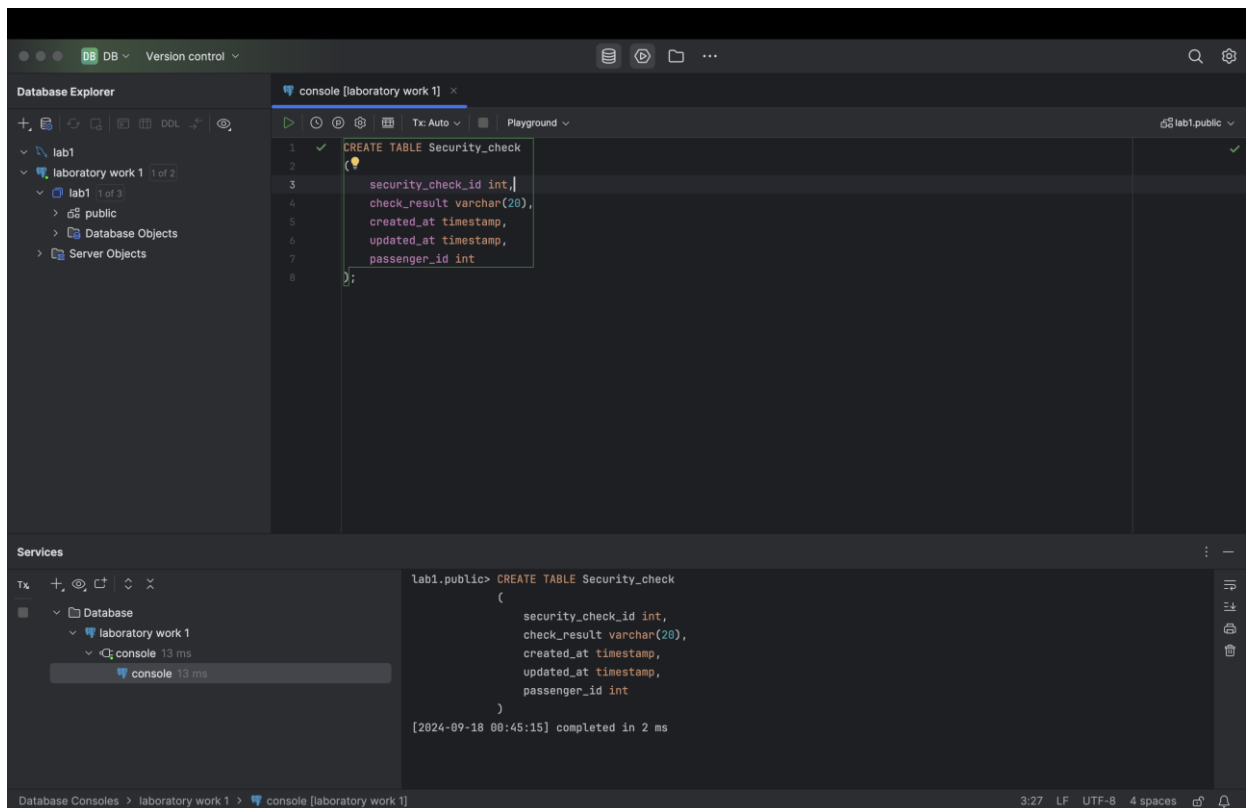 DB DB Version control
Database Explorer
console [laboratory work 1]
DDL
Tx: Auto Playground lab1.public
lab1
laboratory work 1 1 of 2
lab1 1 of 3
public
Database Objects
Server Objects
1 CREATE TABLE Security_check
2 (
3 security_check_id int,
4 check_result varchar(20),
5 created_at timestamp,
6 updated_at timestamp,
7 passenger_id int
8 );
Services
Tx
Database
laboratory work 1
console 13 ms
console 13 ms
lab1.public> CREATE TABLE Security_check
(
security_check_id int,
check_result varchar(20),
created_at timestamp,
updated_at timestamp,
passenger_id int
)
[2024-09-18 00:45:15] completed in 2 ms
Database Consoles > laboratory work 1 > console [laboratory work 1]
3:27 LF UTF-8 4 spaces